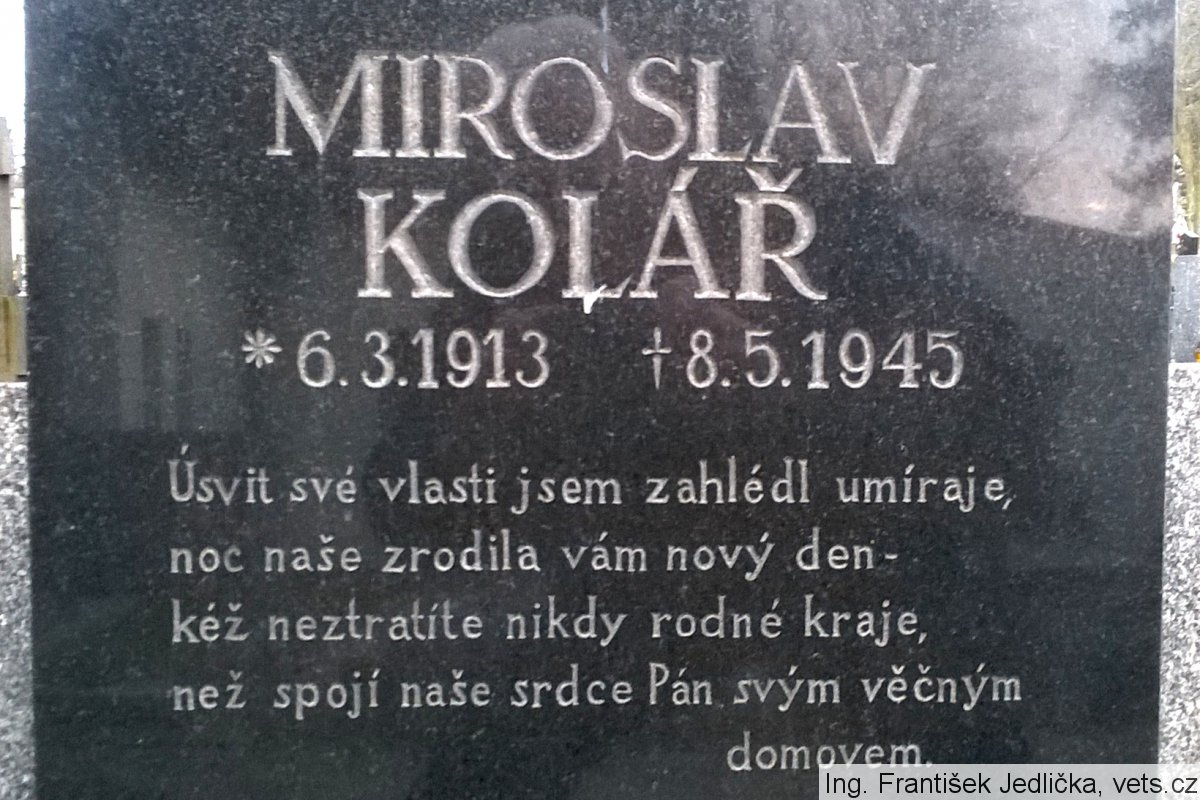 MIROSLAV
KOLÁŘ
* 6.3.1913 † 8.5.1945
Úsvit své vlasti jsem zahlédl umíraje,
noc naše zrodila vám nový den-
kéž neztratíte nikdy rodné kraje,
než spojí naše srdce Pán svým věčným
domovem.
Ing. František Jedlička, vets.cz